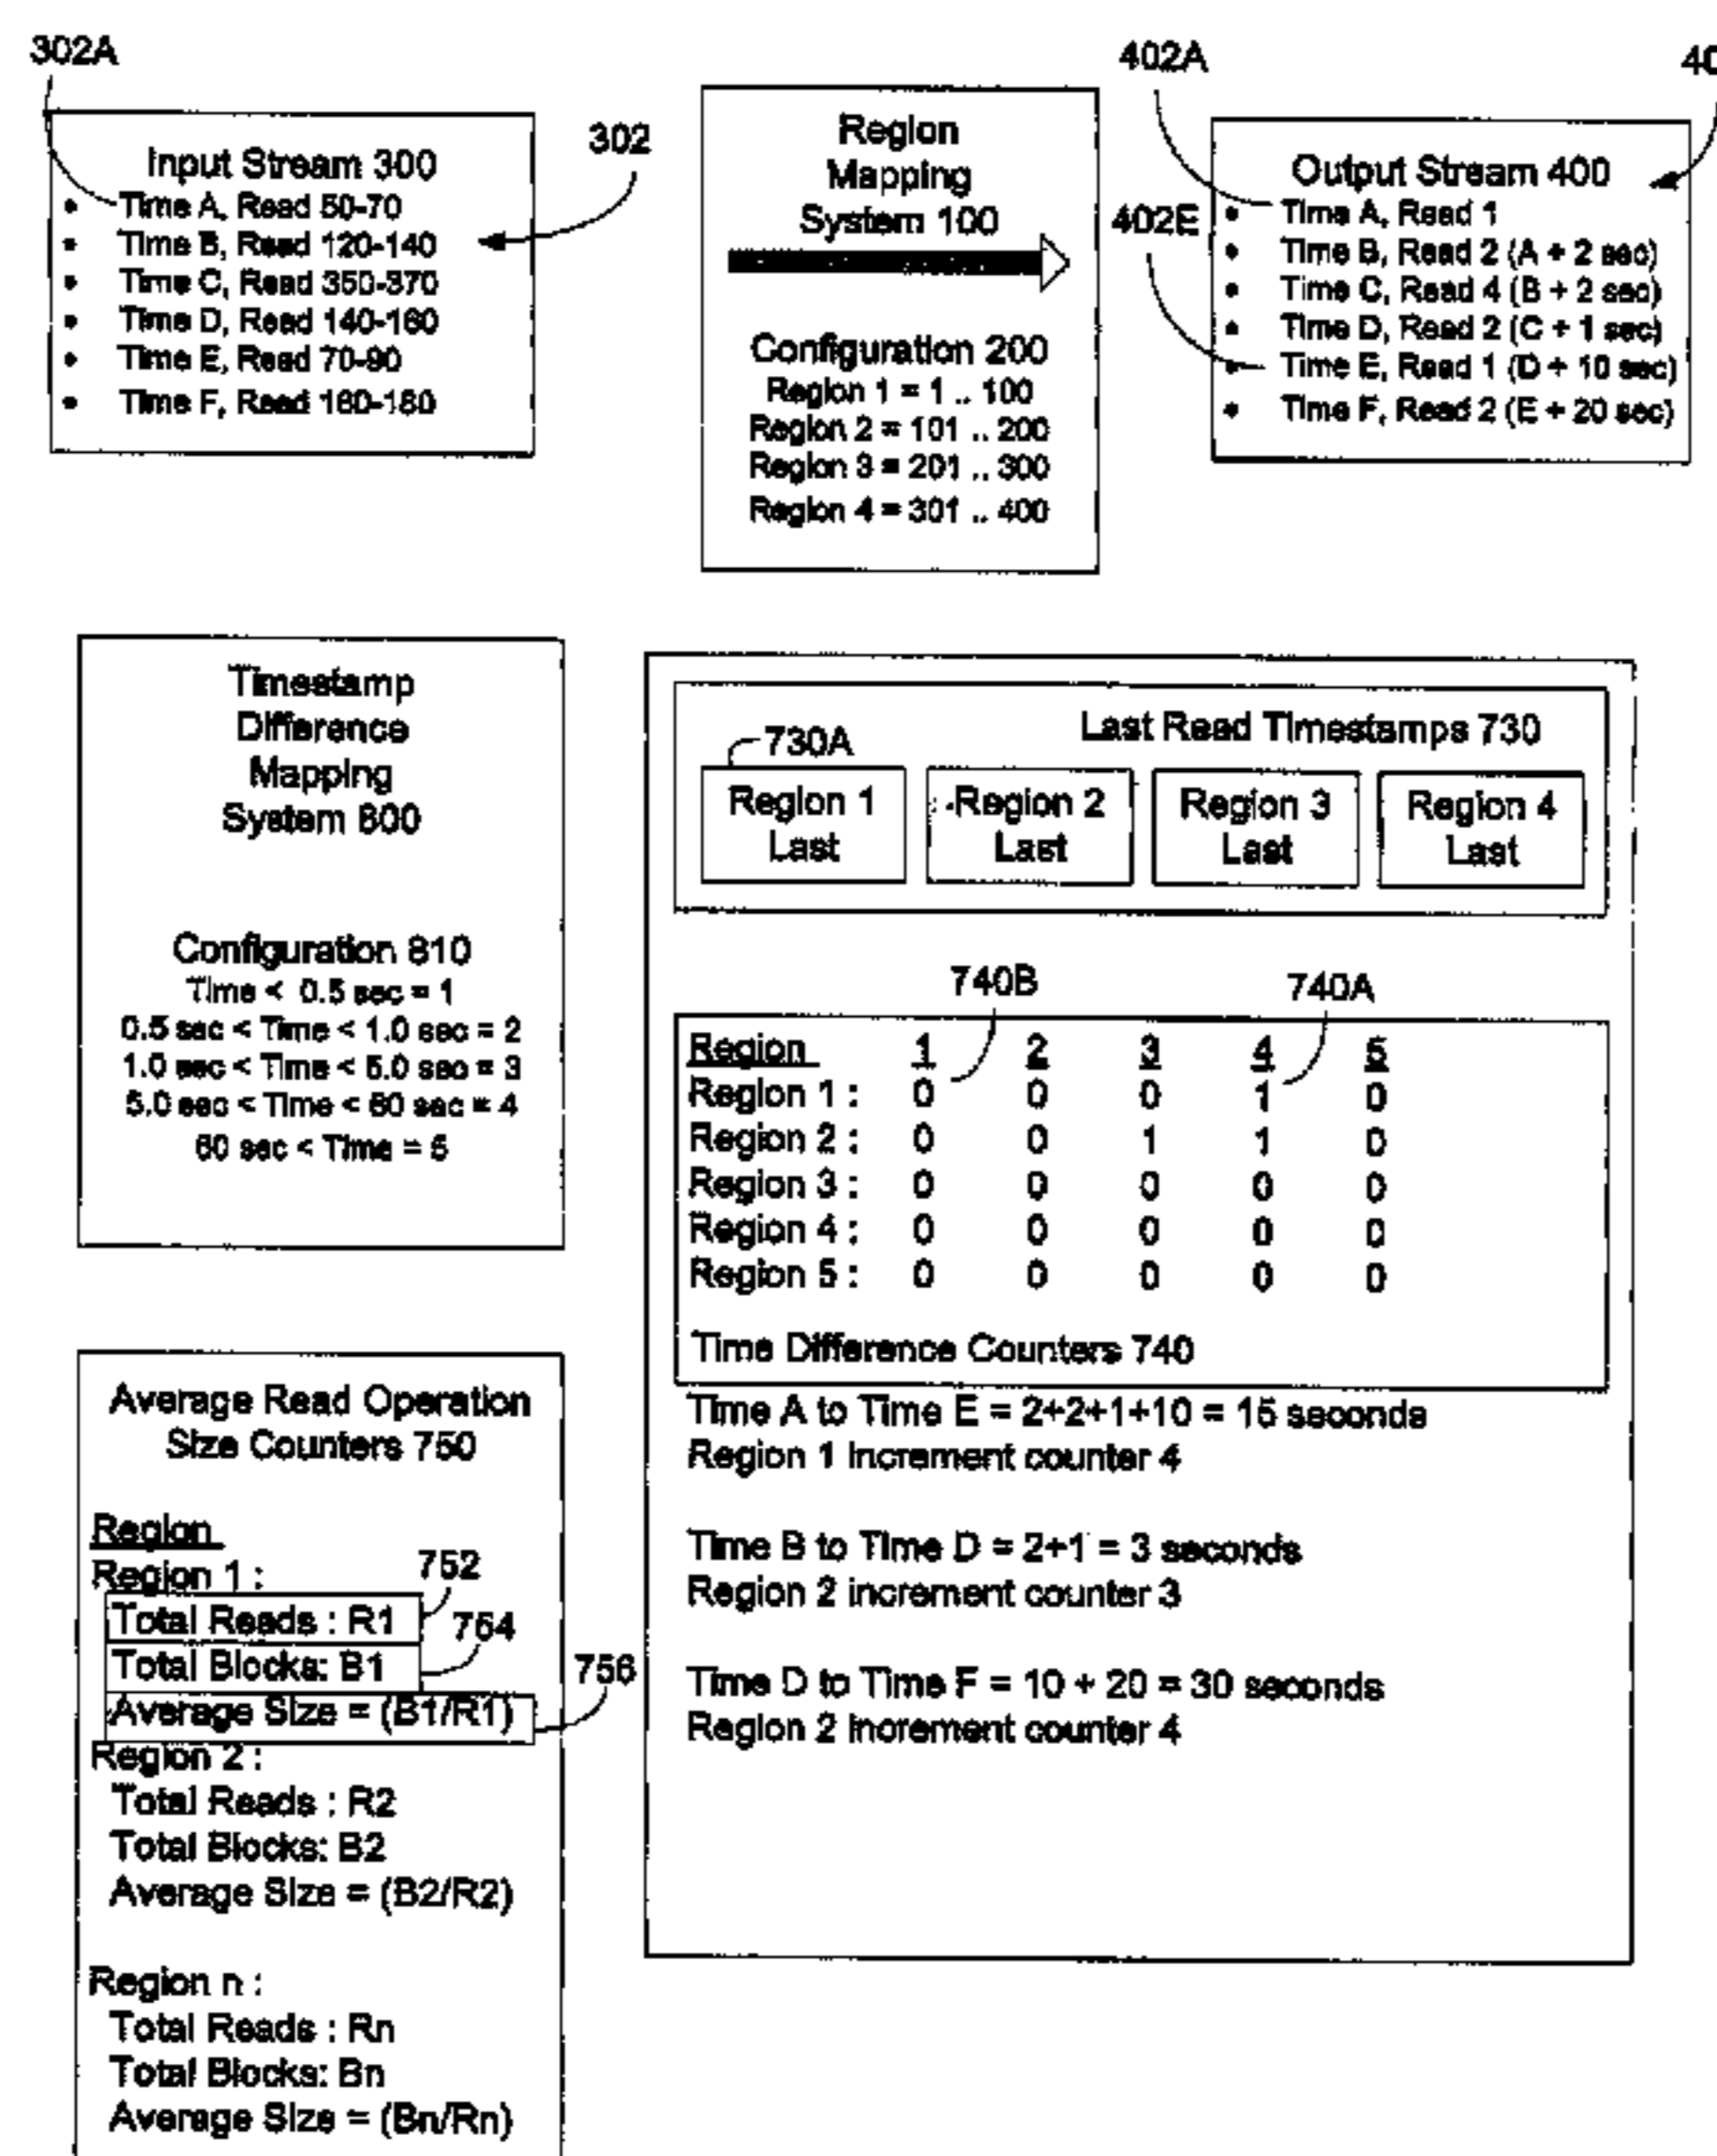 302A
Input Stream 300
• Time A, Read 50-70
• Time B, Read 120-140
• Time C, Read 350-370
• Time D, Read 140-160
• Time E, Read 70-90
• Time F, Read 160-180
302
Region
Mapping
System 100
Configuration 200
Region 1 = 1 .. 100
Region 2 = 101 .. 200
Region 3 = 201 .. 300
Region 4 = 301 .. 400
402A
402E
Output Stream 400
• Time A, Read 1
• Time B, Read 2 (A + 2 sec)
• Time C, Read 4 (B + 2 sec)
• Time D, Read 2 (C + 1 sec)
• Time E, Read 1 (D + 10 sec)
• Time F, Read 2 (E + 20 sec)
Timestamp
Difference
Mapping
System 800
Configuration 810
Time < 0.5 sec = 1
0.5 sec < Time < 1.0 sec = 2
1.0 sec < Time < 5.0 sec = 3
5.0 sec < Time < 60 sec = 4
60 sec < Time = 5
Last Read Timestamps 730
730A
Region 1
Last
Region 2
Last
Region 3
Last
Region 4
Last
740B
740A
Region 1 2 3 4 5
Region 1 : 0 0 0 1 0
Region 2 : 0 0 1 1 0
Region 3 : 0 0 0 0 0
Region 4 : 0 0 0 0 0
Region 5 : 0 0 0 0 0
Time Difference Counters 740
Time A to Time E = 2+2+1+10 = 15 seconds
Region 1 increment counter 4
Time B to Time D = 2+1 = 3 seconds
Region 2 increment counter 3
Time D to Time F = 10 + 20 = 30 seconds
Region 2 increment counter 4
Average Read Operation
Size Counters 750
Region
Region 1 :
752
Total Reads : R1
754
Total Blocks: B1
756
Average Size = (B1/R1)
Region 2 :
Total Reads : R2
Total Blocks: B2
Average Size = (B2/R2)
Region n :
Total Reads : Rn
Total Blocks: Bn
Average Size = (Bn/Rn)